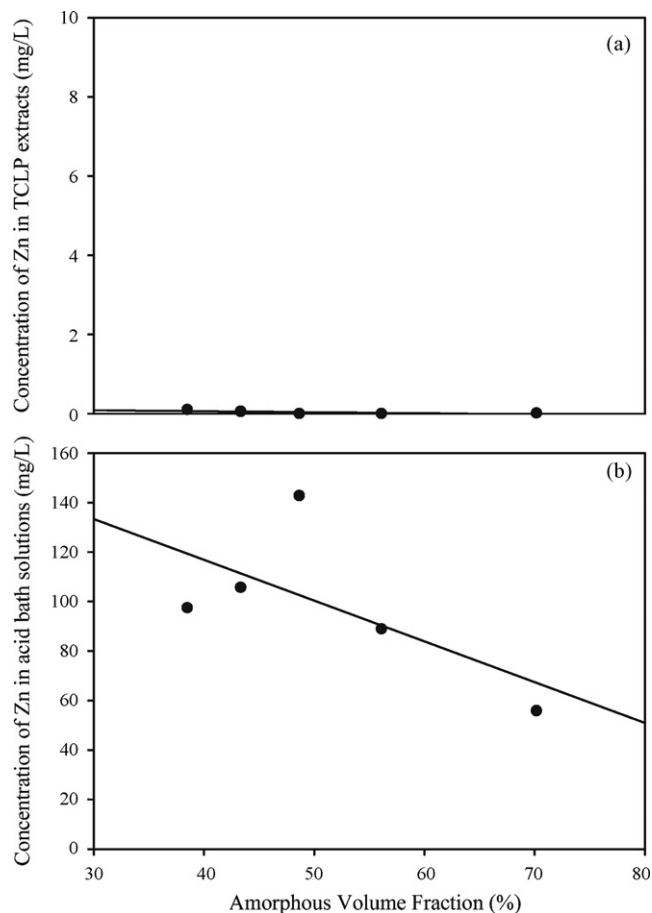 Concentration of Zn in TCLP extracts (mg/L)
10
8
6
4
2
0
(a)
Concentration of Zn in acid bath solutions (mg/L)
160
140
120
100
80
60
40
20
0
(b)
30 40 50 60 70 80
Amorphous Volume Fraction (%)